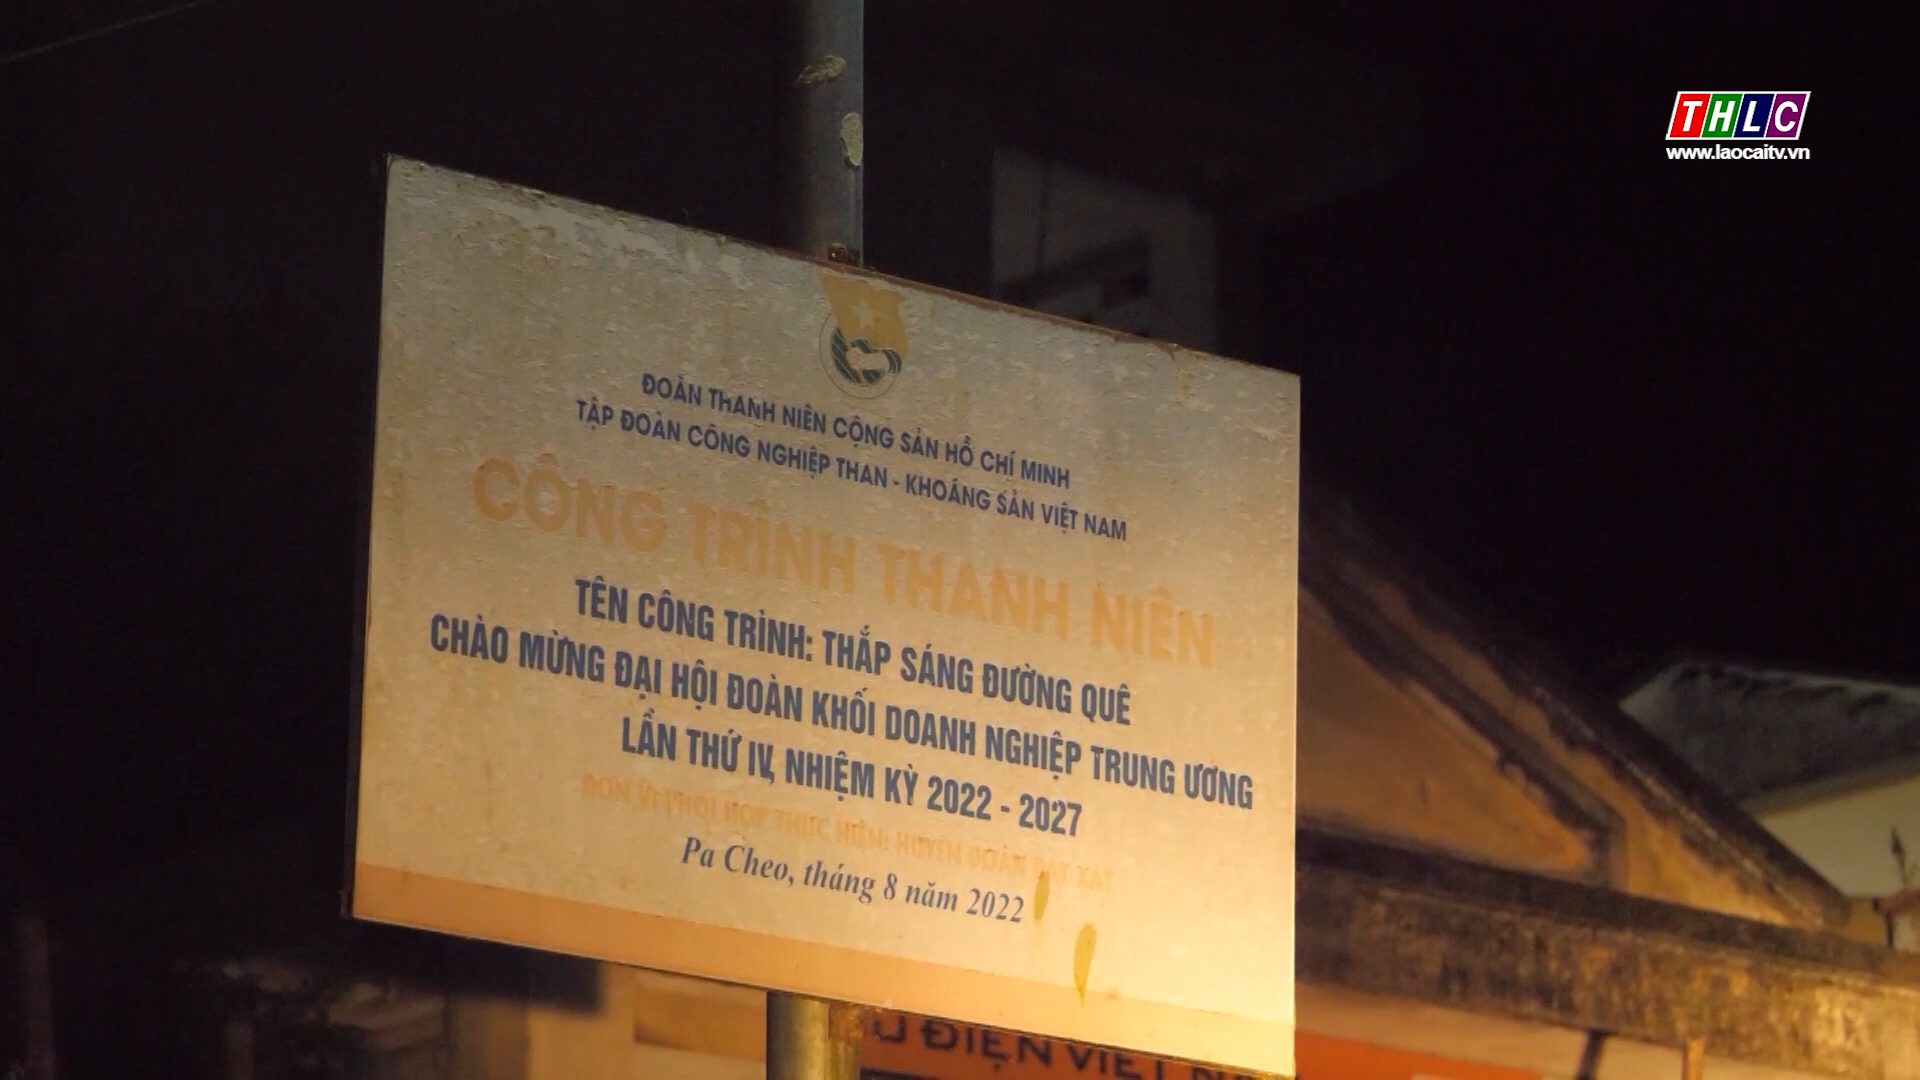 THLC
www.laocaitv.vn
ĐOÀN THANH NIÊN CỘNG SẢN HỒ CHÍ MINH
TẬP ĐOÀN CÔNG NGHIỆP THAN - KHOÁNG SẢN VIỆT NAM
CÔNG TRÌNH THANH NIÊN
TÊN CÔNG TRÌNH: THẮP SÁNG ĐƯỜNG QUÊ
CHÀO MỪNG ĐẠI HỘI ĐOÀN KHỐI DOANH NGHIỆP TRUNG ƯƠNG
LẦN THỨ IV, NHIỆM KỲ 2022 - 2027
ĐƠN VỊ PHỐI HỢP THỰC HIỆN: HUYỆN ĐOÀN BÁT XÁT
Pa Cheo, tháng 8 năm 2022
ĐIỆN VIỆT